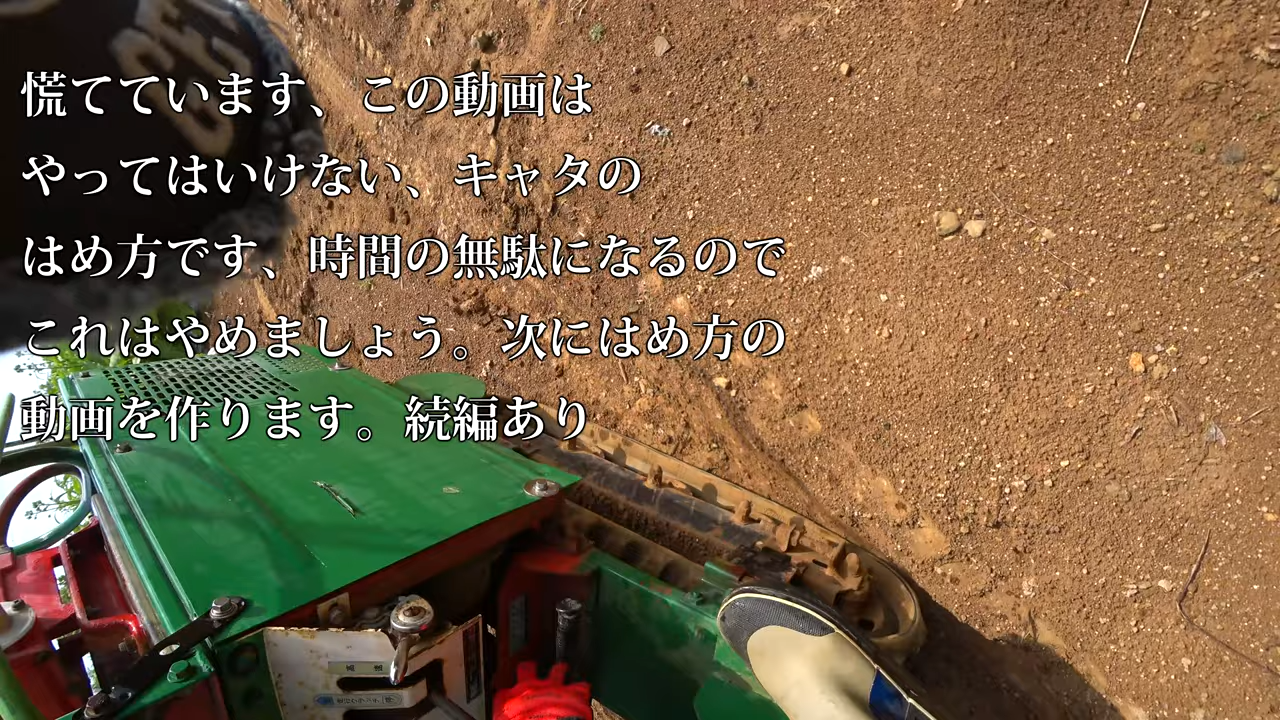 慌てています、この動画は
やってはいけない、キャタの
はめ方です、時間の無駄になるので
これはやめましょう。次にはめ方の
動画を作ります。続編あり
高 速